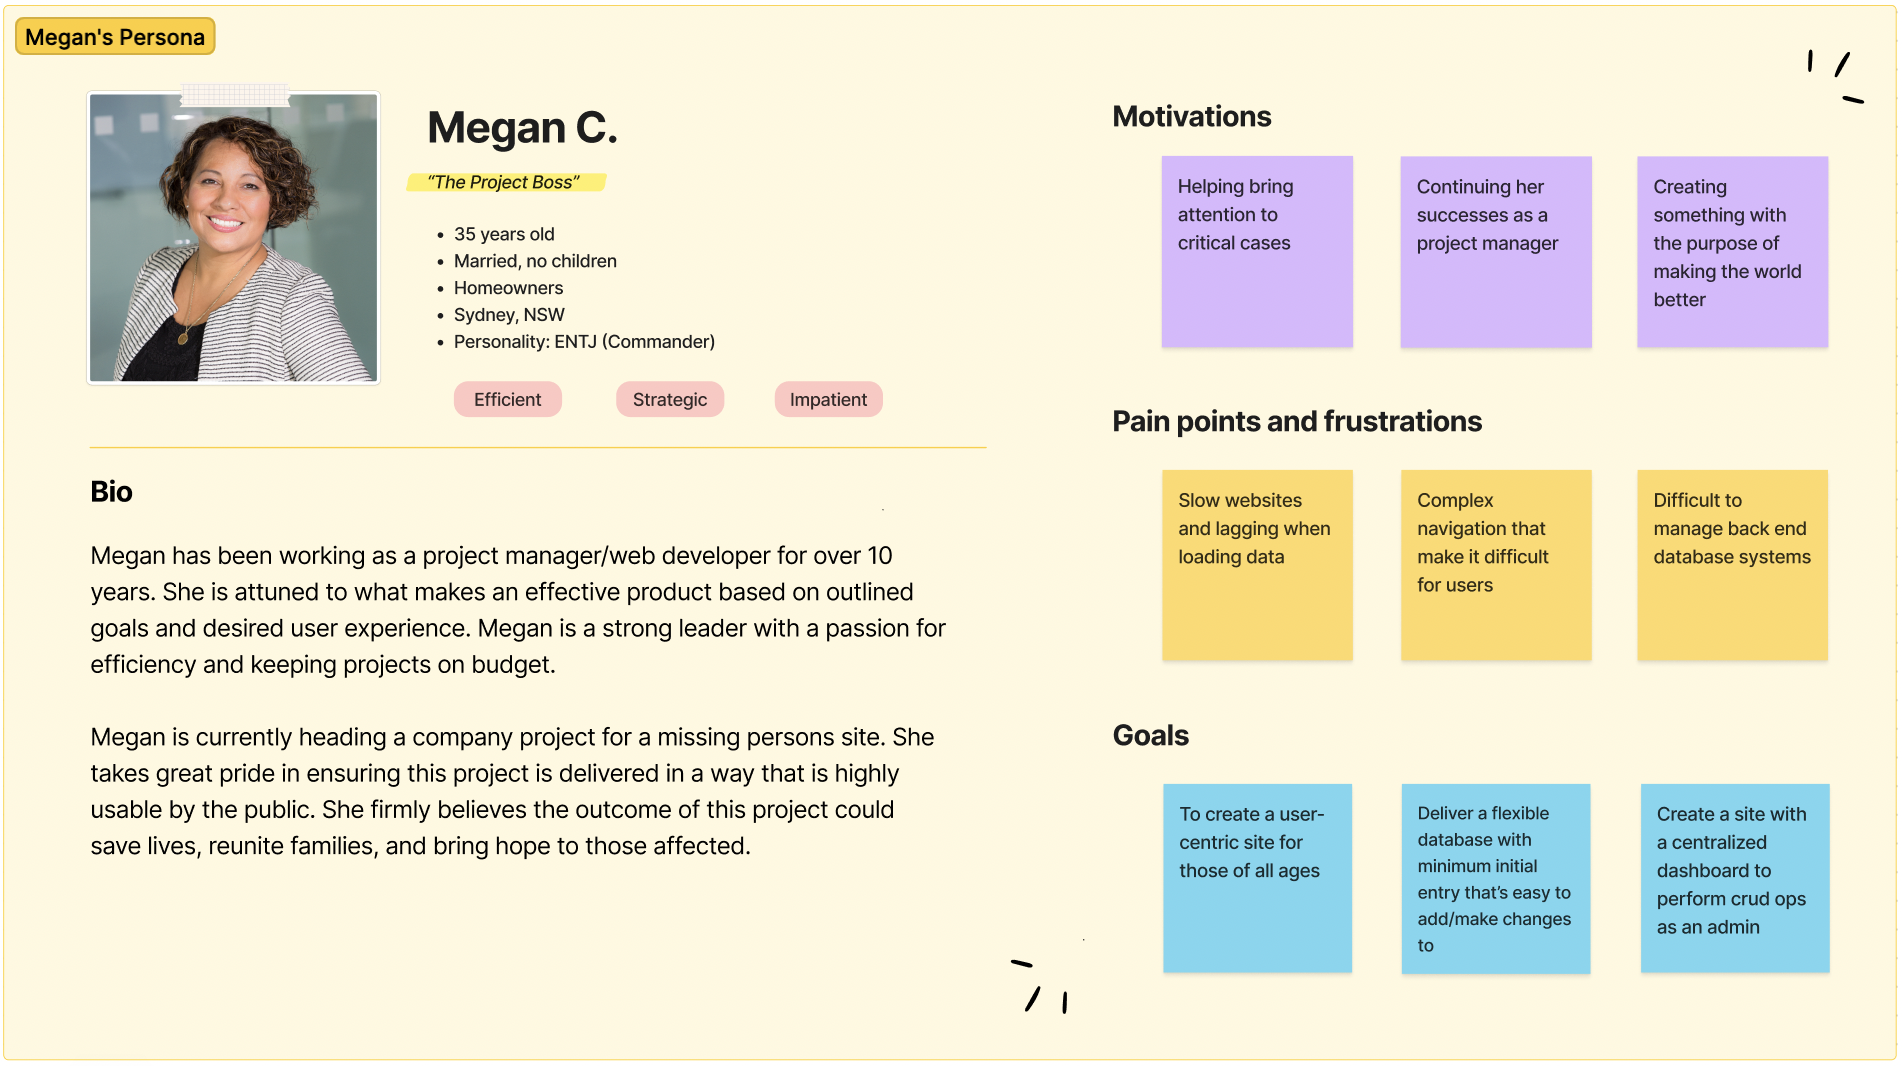 Megan's Persona
Megan C.
“The Project Boss”
• 35 years old
• Married, no children
• Homeowners
• Sydney, NSW
• Personality: ENTJ (Commander)
Efficient
Strategic
Impatient
Bio
Megan has been working as a project manager/web developer for over 10
years. She is attuned to what makes an effective product based on outlined
goals and desired user experience. Megan is a strong leader with a passion for
efficiency and keeping projects on budget.
Megan is currently heading a company project for a missing persons site. She
takes great pride in ensuring this project is delivered in a way that is highly
usable by the public. She firmly believes the outcome of this project could
save lives, reunite families, and bring hope to those affected.
Motivations
Helping bring
attention to
critical cases
Continuing her
successes as a
project manager
Creating
something with
the purpose of
making the world
better
Pain points and frustrations
Slow websites
and lagging when
loading data
Complex
navigation that
make it difficult
for users
Difficult to
manage back end
database systems
Goals
To create a user-
centric site for
those of all ages
Deliver a flexible
database with
minimum initial
entry that's easy to
add/make changes
to
Create a site with
a centralized
dashboard to
perform crud ops
as an admin